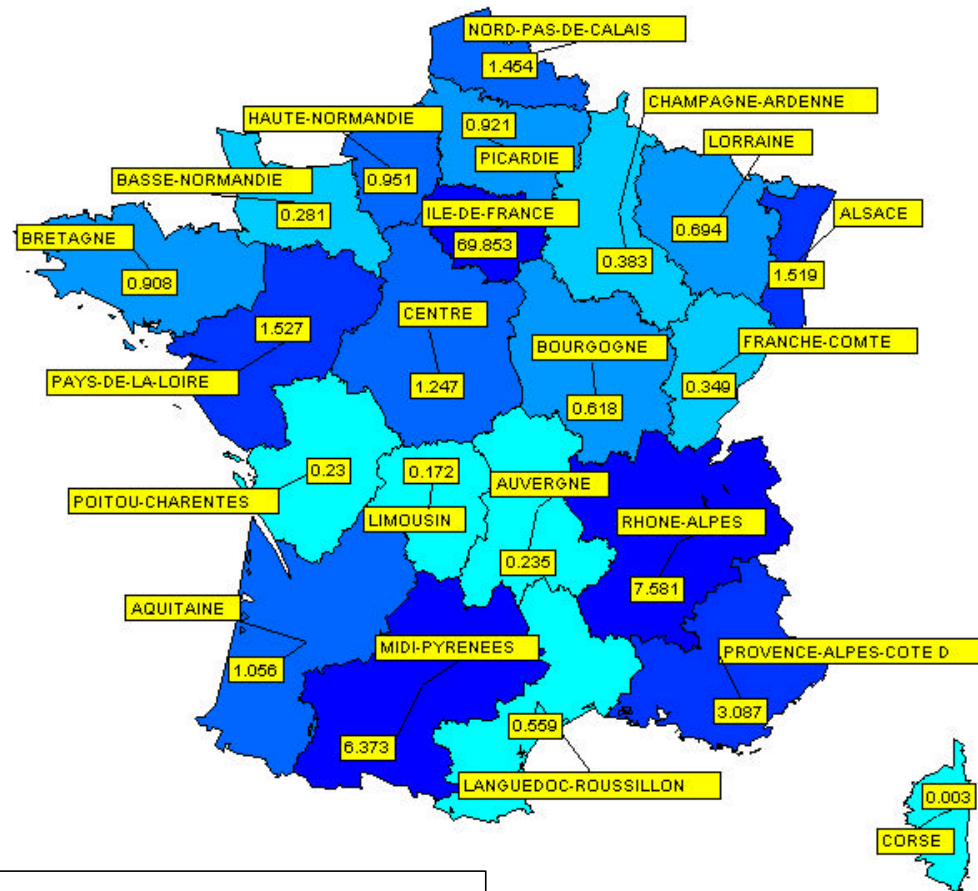 NORD-PAS-DE-CALAIS
1.454
CHAMPAGNE-ARDENNE
HAUTE-NORMANDIE
0.921
LORRAINE
PICARDIE
BASSE-NORMANDIE
0.951
0.281
ILE-DE-FRANCE
ALSACE
0.694
BRETAGNE
69.853
0.383
1.519
0.908
CENTRE
1.527
BOURGOGNE
FRANCHE-COMTE
PAYS-DE-LA-LOIRE
1.247
0.618
0.349
0.23
0.172
AUVERGNE
POITOU-CHARENTES
LIMOUSIN
RHONE-ALPES
0.235
7.581
AQUITAINE
MIDI-PYRENEES
PROVENCE-ALPES-COTE D
1.056
3.087
0.559
6.373
LANGUEDOC-ROUSSILLON
0.003
CORSE